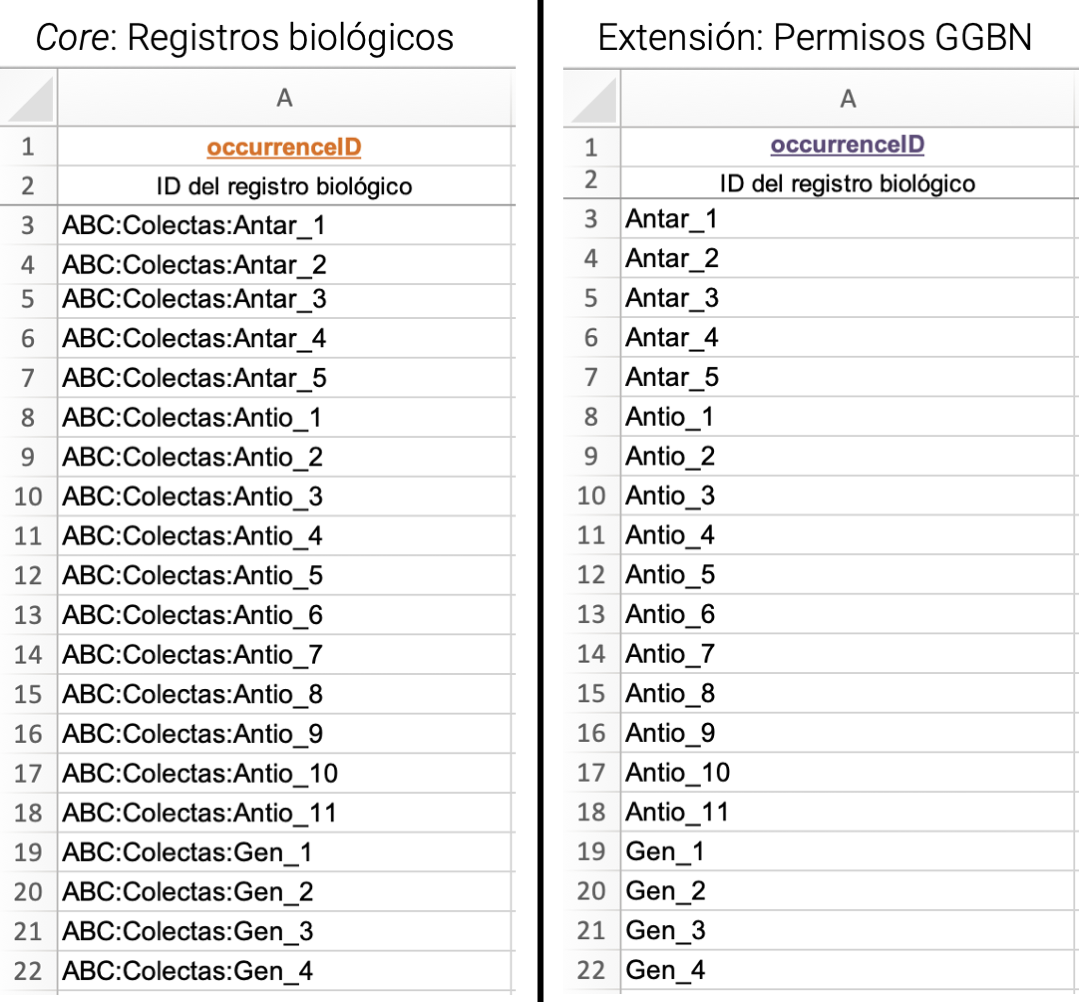 Core: Registros biológicos
A
1 occurrenceID
2 ID del registro biológico
3 ABC:Colectas:Antar_1
4 ABC:Colectas:Antar_2
5 ABC:Colectas:Antar_3
6 ABC:Colectas:Antar_4
7 ABC:Colectas:Antar_5
8 ABC:Colectas:Antio_1
9 ABC:Colectas:Antio_2
10 ABC:Colectas:Antio_3
11 ABC:Colectas:Antio_4
12 ABC:Colectas:Antio_5
13 ABC:Colectas:Antio_6
14 ABC:Colectas:Antio_7
15 ABC:Colectas:Antio_8
16 ABC:Colectas:Antio_9
17 ABC:Colectas:Antio_10
18 ABC:Colectas:Antio_11
19 ABC:Colectas:Gen_1
20 ABC:Colectas:Gen_2
21 ABC:Colectas:Gen_3
22 ABC:Colectas:Gen_4
Extensión: Permisos GGBN
A
1 occurrenceID
2 ID del registro biológico
3 Antar_1
4 Antar_2
5 Antar_3
6 Antar_4
7 Antar_5
8 Antio_1
9 Antio_2
10 Antio_3
11 Antio_4
12 Antio_5
13 Antio_6
14 Antio_7
15 Antio_8
16 Antio_9
17 Antio_10
18 Antio_11
19 Gen_1
20 Gen_2
21 Gen_3
22 Gen_4